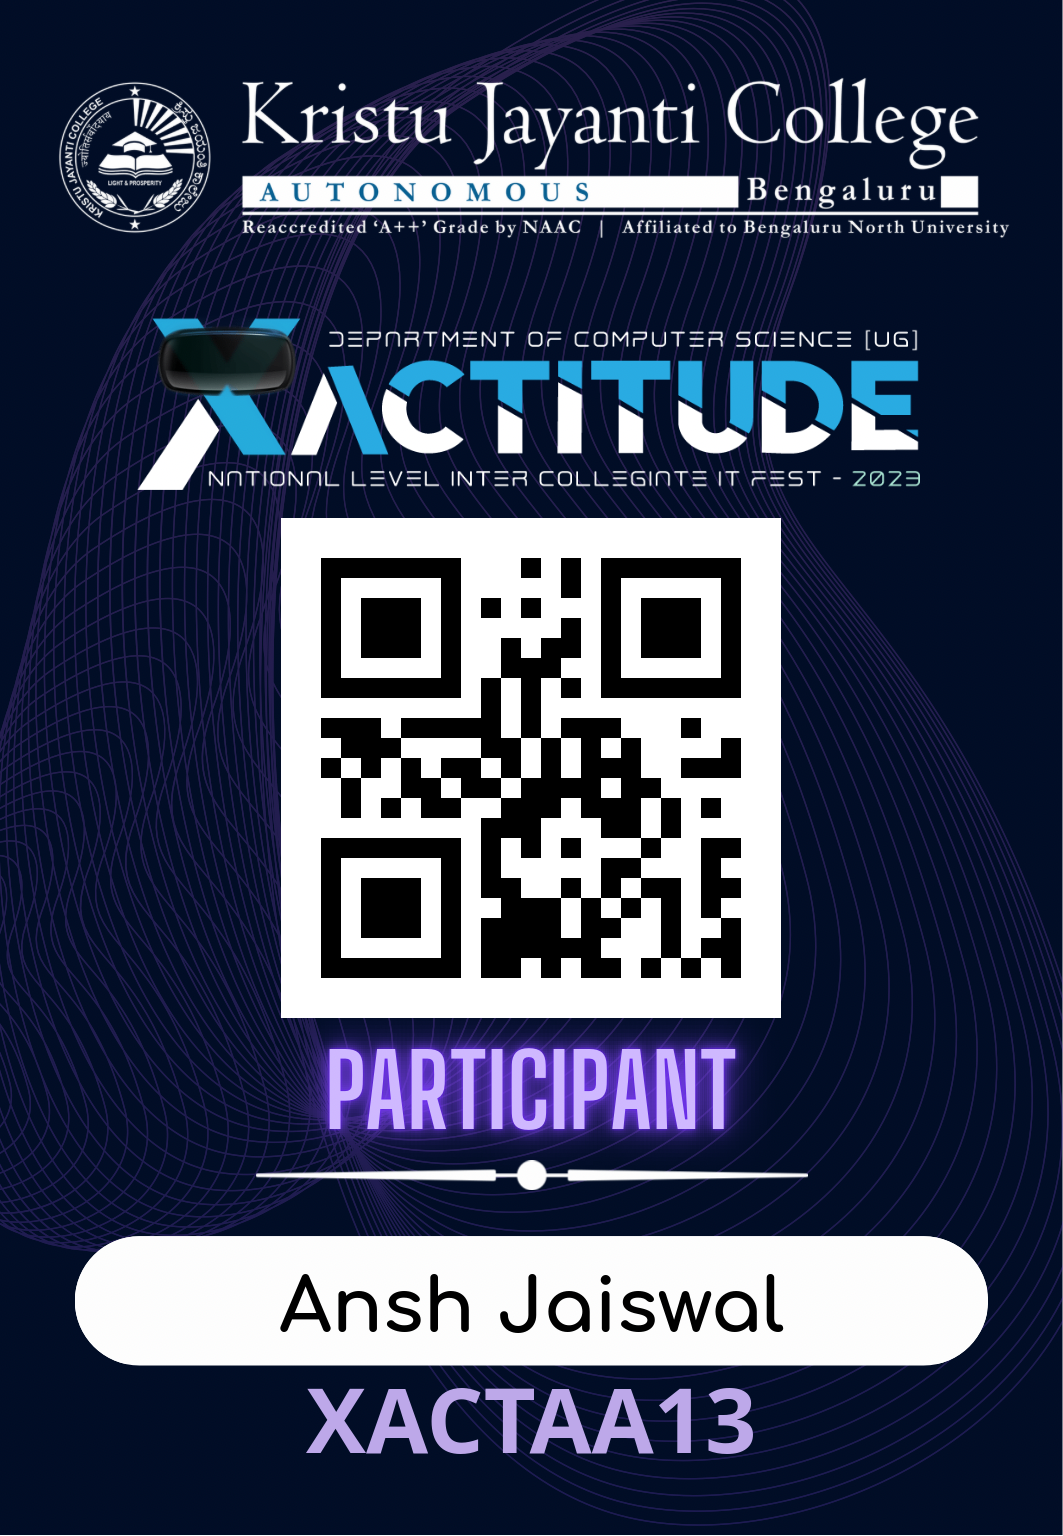 KRISTU JAYANTI COLLEGE
LIGHT & PROSPERITY
Kristu Jayanti College
AUTONOMOUS Bengaluru
Reaccredited ‘A++’ Grade by NAAC | Affiliated to Bengaluru North University
DEPARTMENT OF COMPUTER SCIENCE [UG]
XACTITUDE
NATIONAL LEVEL INTER COLLEGIATE IT FEST - 2023
PARTICIPANT
Ansh Jaiswal
XACTAA13